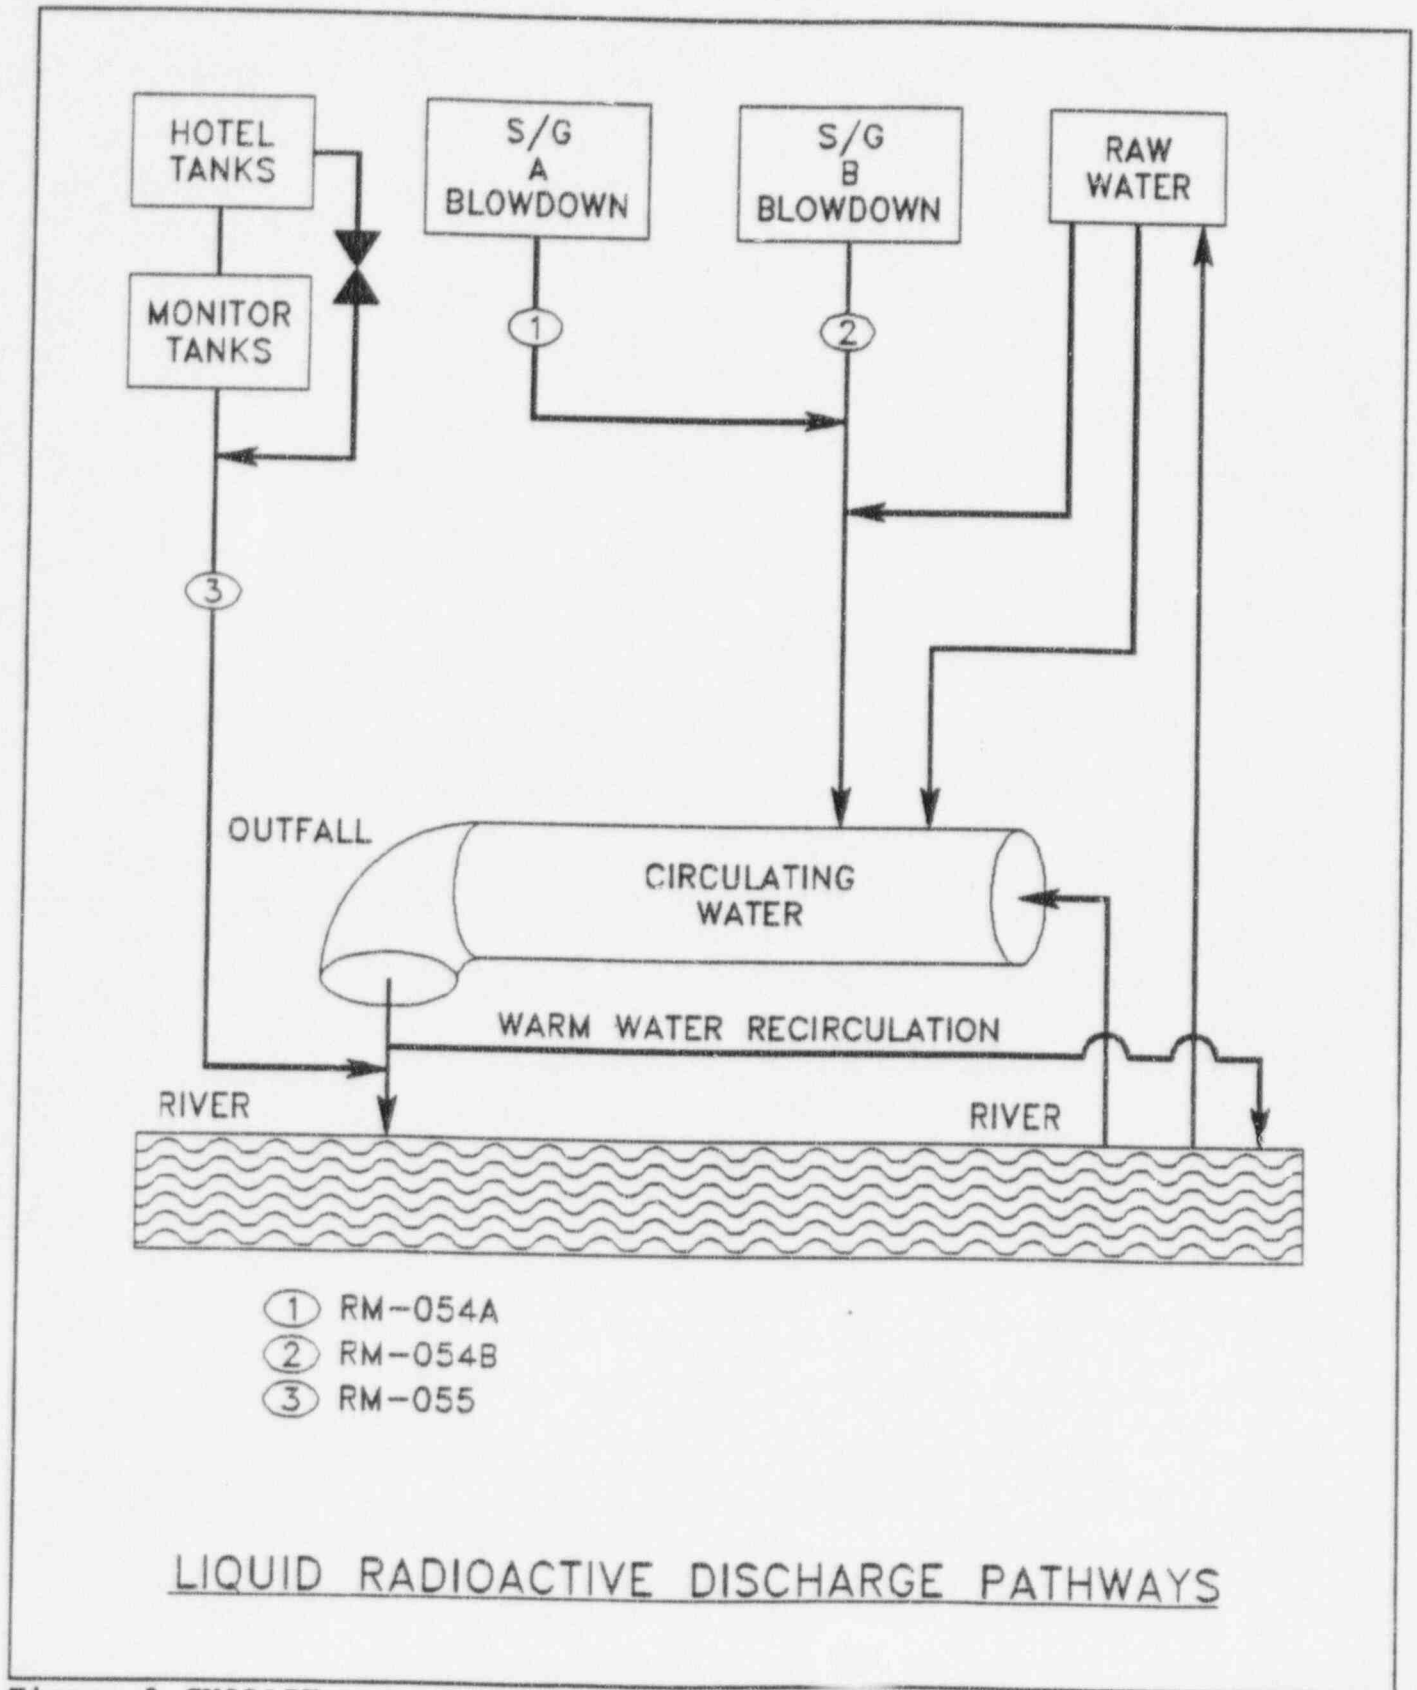 HOTEL
TANKS
S/G
A
BLOWDOWN
S/G
B
BLOWDOWN
RAW
WATER
MONITOR
TANKS
1
2
3
OUTFALL
CIRCULATING
WATER
WARM WATER RECIRCULATION
RIVER
RIVER
1 RM-054A
2 RM-054B
3 RM-055
LIQUID RADIOACTIVE DISCHARGE PATHWAYS